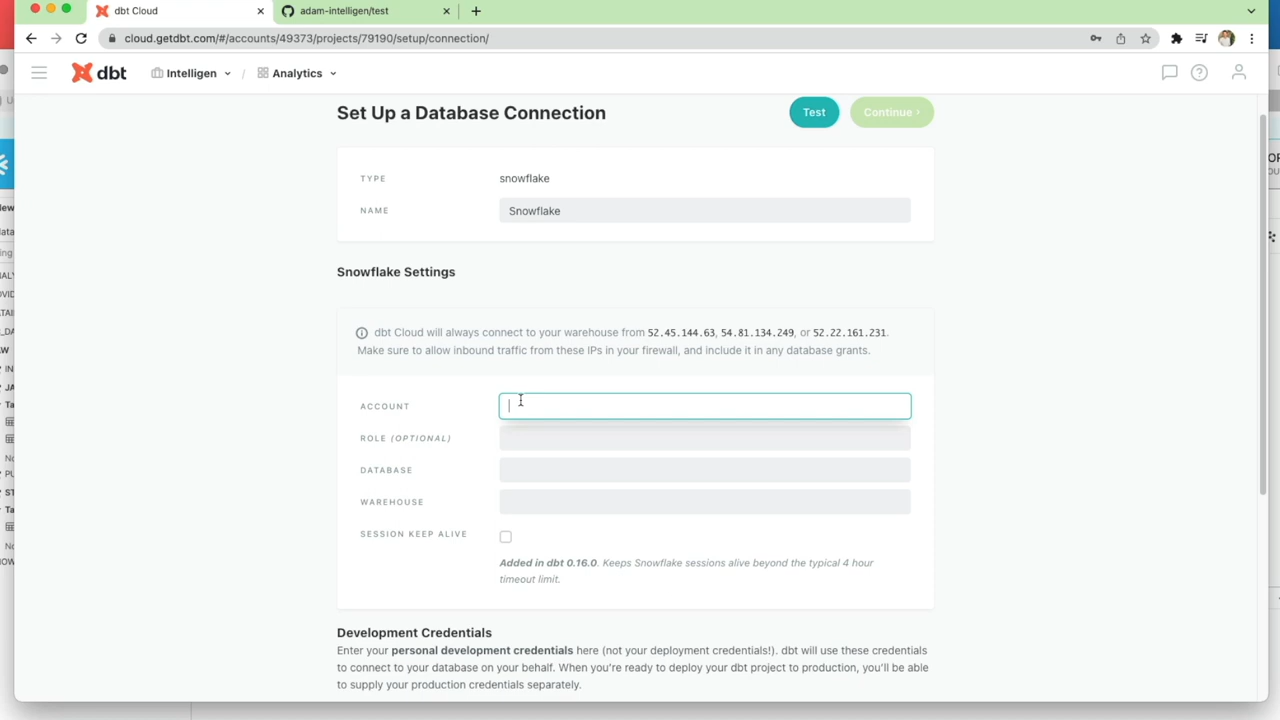 dbt Cloud
adam-intelligen/test
cloud.getdbt.com/#/accounts/49373/projects/79190/setup/connection/
dbt
Intelligen
/
Analytics
Set Up a Database Connection
Test
Continue ›
TYPE
snowflake
NAME
Snowflake
Snowflake Settings
dbt Cloud will always connect to your warehouse from 52.45.144.63, 54.81.134.249, or 52.22.161.231.
Make sure to allow inbound traffic from these IPs in your firewall, and include it in any database grants.
ACCOUNT
ROLE (OPTIONAL)
DATABASE
WAREHOUSE
SESSION KEEP ALIVE
Added in dbt 0.16.0. Keeps Snowflake sessions alive beyond the typical 4 hour
timeout limit.
Development Credentials
Enter your personal development credentials here (not your deployment credentials!). dbt will use these credentials
to connect to your database on your behalf. When you're ready to deploy your dbt project to production, you'll be able
to supply your production credentials separately.